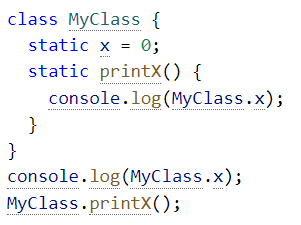 class MyClass {
  static x = 0;
  static printX() {
    console.log(MyClass.x);
  }
}
console.log(MyClass.x);
MyClass.printX();